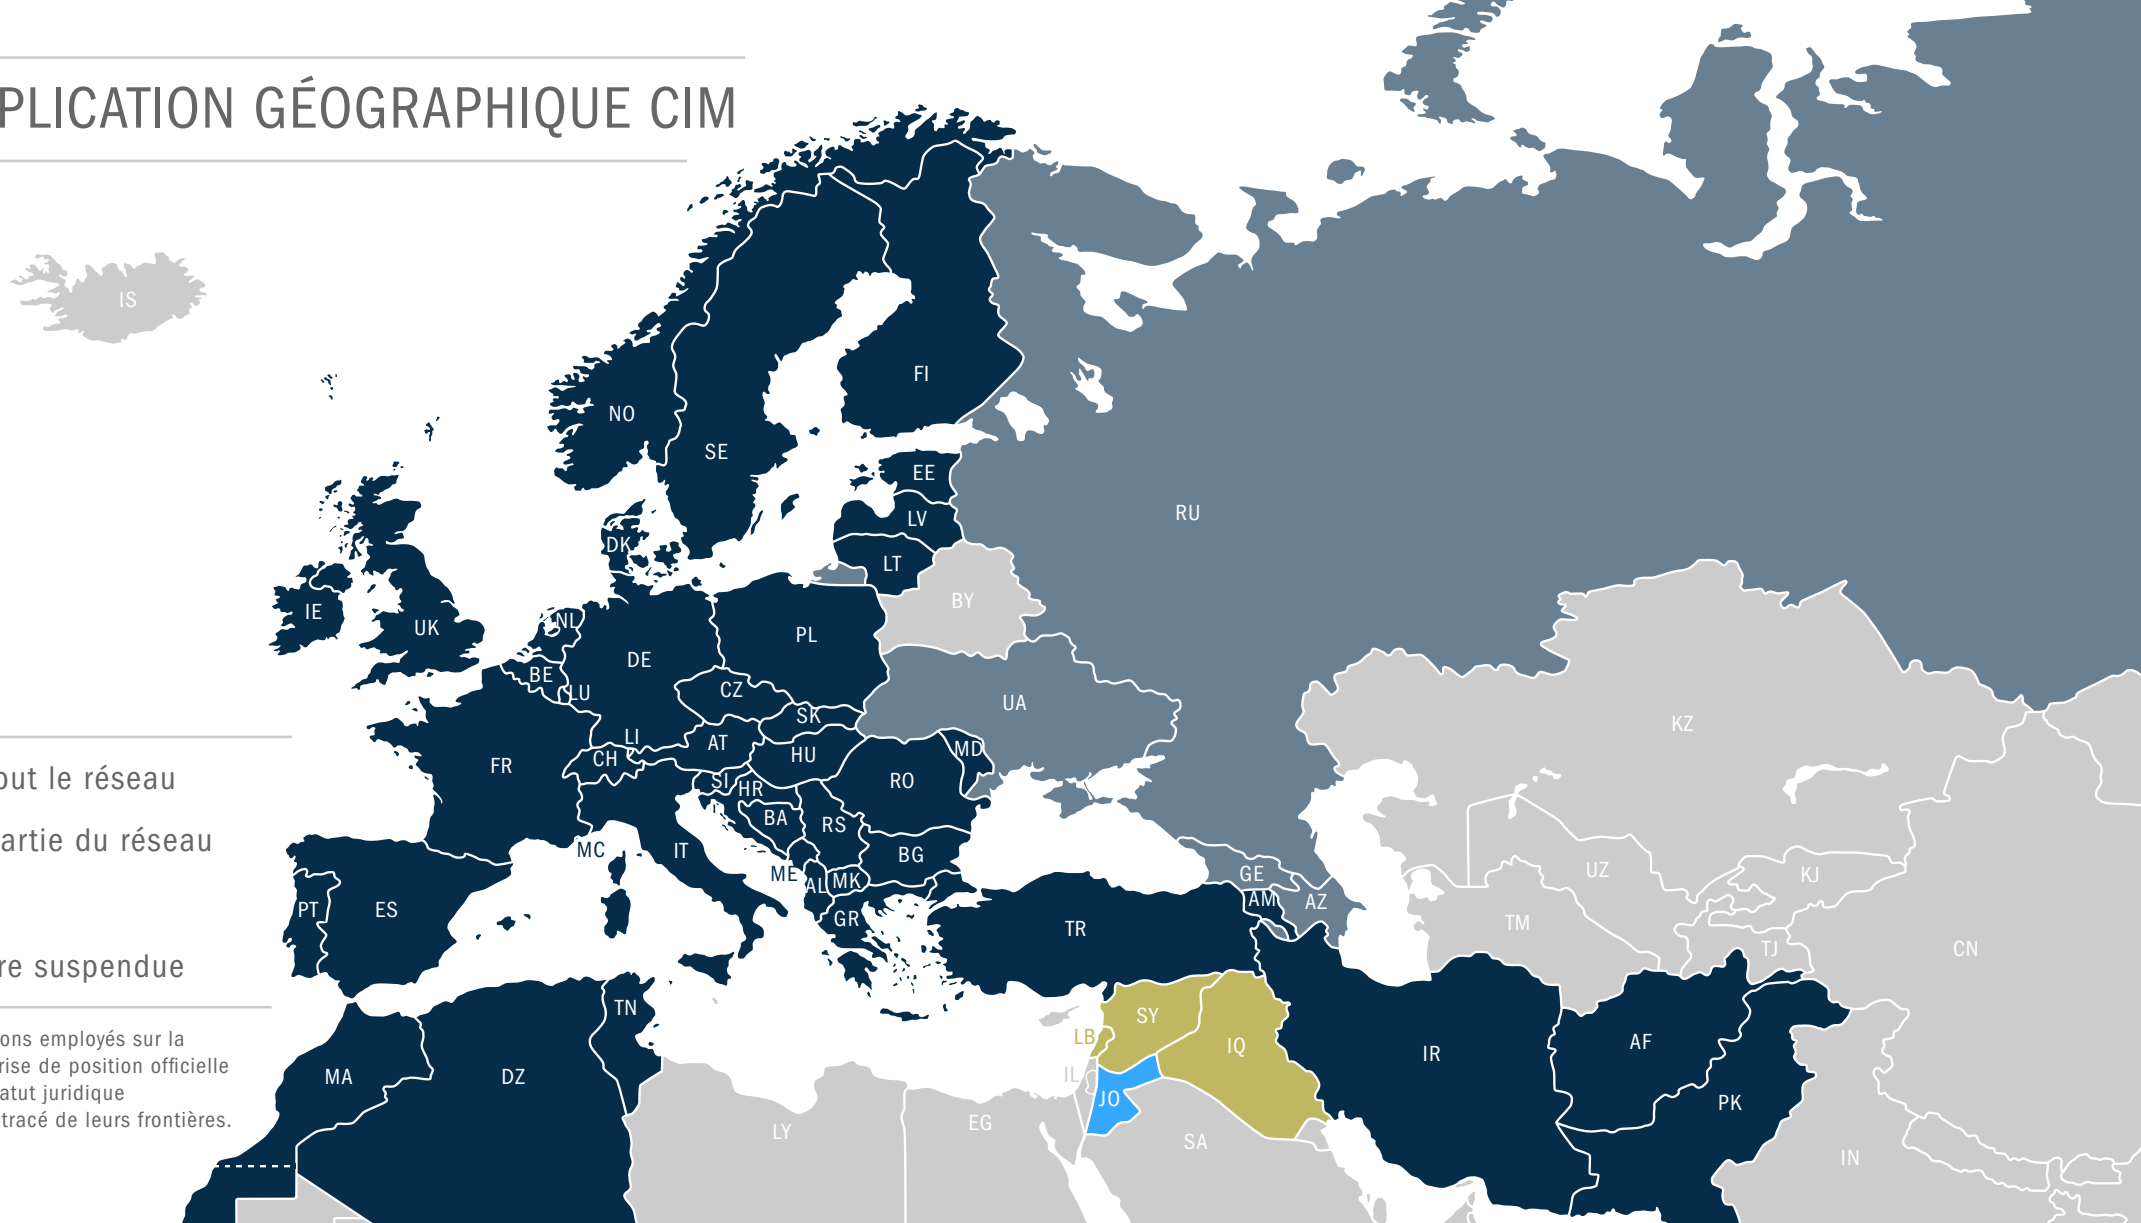 PLICATION GÉOGRAPHIQUE CIM
IS
FI
NO
SE
EE
RU
LV
DK
LT
BY
IE
NL
UK
PL
DE
BE
CZ
LU
UA
SK
KZ
LI
AT
MD
HU
CH
FR
out le réseau
RO
SI
HR
BA
RS
artie du réseau
MC
IT
BG
UZ
ME
GE
KJ
AL
MK
AM
AZ
PT
ES
GR
TM
TR
TJ
CN
re suspendue
TN
SY
ons employés sur la
LB
AF
IQ
IR
rise de position officielle
MA
DZ
IL
atut juridique
JO
PK
tracé de leurs frontières.
EG
LY
SA
IN